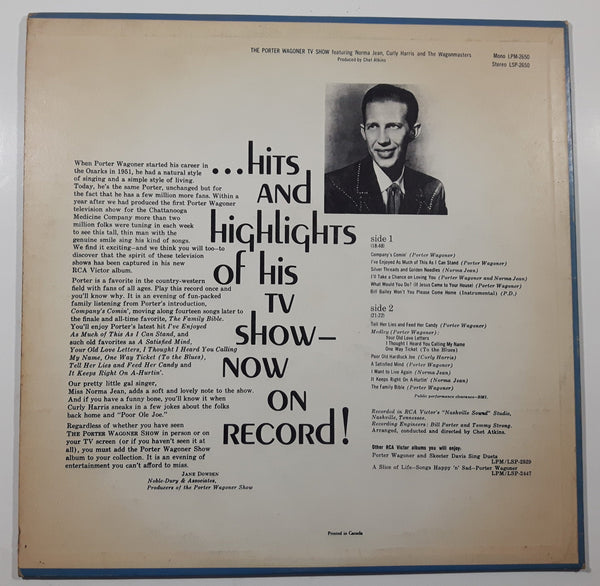 THE PORTER WAGONER TV SHOW featuring Norma Jean, Curly Harris and The Wagonmasters
Produced by Chet Atkins
Mono LPM-2650
Stereo LSP-2650
When Porter Wagoner started his career in
the Ozarks in 1951, he had a natural style
of singing and a simple style of living.
Today, he's the same Porter, unchanged but for
the fact that he has a few million more fans. Within a
year after we had produced the first Porter Wagoner
television show for the Chattanooga
Medicine Company more than two
million folks were tuning in each week
to see this tall, thin man with the
genuine smile sing his kind of songs.
We find it exciting—and we think you will too—to
discover that the spirit of these television
shows has been captured in his new
RCA Victor album.
Porter is a favorite in the country-western
field with fans of all ages. Play this record once and
you'll know why. It is an evening of fun-packed
family listening from Porter's introduction,
Company's Comin', moving along fourteen songs later to
the finale and all-time favorite, The Family Bible.
You'll enjoy Porter's latest hit I've Enjoyed
As Much of This As I Can Stand, and
such old favorites as A Satisfied Mind,
Your Old Love Letters, I Thought I Heard You Calling
My Name, One Way Ticket (To the Blues),
Tell Her Lies and Feed Her Candy and
It Keeps Right On A-Hurtin'.
Our pretty little gal singer,
Miss Norma Jean, adds a soft and lovely note to the show.
And if you have a funny bone, you'll know it when
Curly Harris sneaks in a few jokes about the folks
back home and "Poor Ole Joe."
Regardless of whether you have seen
THE PORTER WAGONER SHOW in person or on
your TV screen (or if you haven't seen it at
all), you must add the Porter Wagoner Show
album to your collection. It is an evening of
entertainment you can't afford to miss.
JANE DOWDEN
Noble-Dury & Associates,
Producers of the Porter Wagoner Show
...hits
and
highlights
of his
TV
show—
now
on
record!
side 1
(18:48)
Company's Comin' (Porter Wagoner)
I've Enjoyed As Much of This As I Can Stand (Porter Wagoner)
Silver Threads and Golden Needles (Norma Jean)
I'll Take a Chance on Loving You (Porter Wagoner and Norma Jean)
What Would You Do? (If Jesus Came to Your House) (Porter Wagoner)
Bill Bailey Won't You Please Come Home (Instrumental) (P.D.)
side 2
Tell Her Lies and Feed Her Candy (Porter Wagoner)
Medley (Porter Wagoner):
Your Old Love Letters
I Thought I Heard You Calling My Name
One Way Ticket (To the Blues)
Poor Old Hardluck Joe (Curly Harris)
A Satisfied Mind (Porter Wagoner)
I Want to Live Again (Norma Jean)
It Keeps Right On A-Hurtin' (Norma Jean)
The Family Bible (Porter Wagoner)
Public performance clearance—BMI.
Recorded in RCA Victor's "Nashville Sound" Studio,
Nashville, Tennessee.
Recording Engineers: Bill Porter and Tommy Strong.
Arranged, conducted and directed by Chet Atkins.
Other RCA Victor albums you will enjoy:
Porter Wagoner and Skeeter Davis Sing Duets
LPM/LSP-2529
A Slice of Life—Songs Happy 'n' Sad—Porter Wagoner
LPM/LSP-2447
Printed in Canada